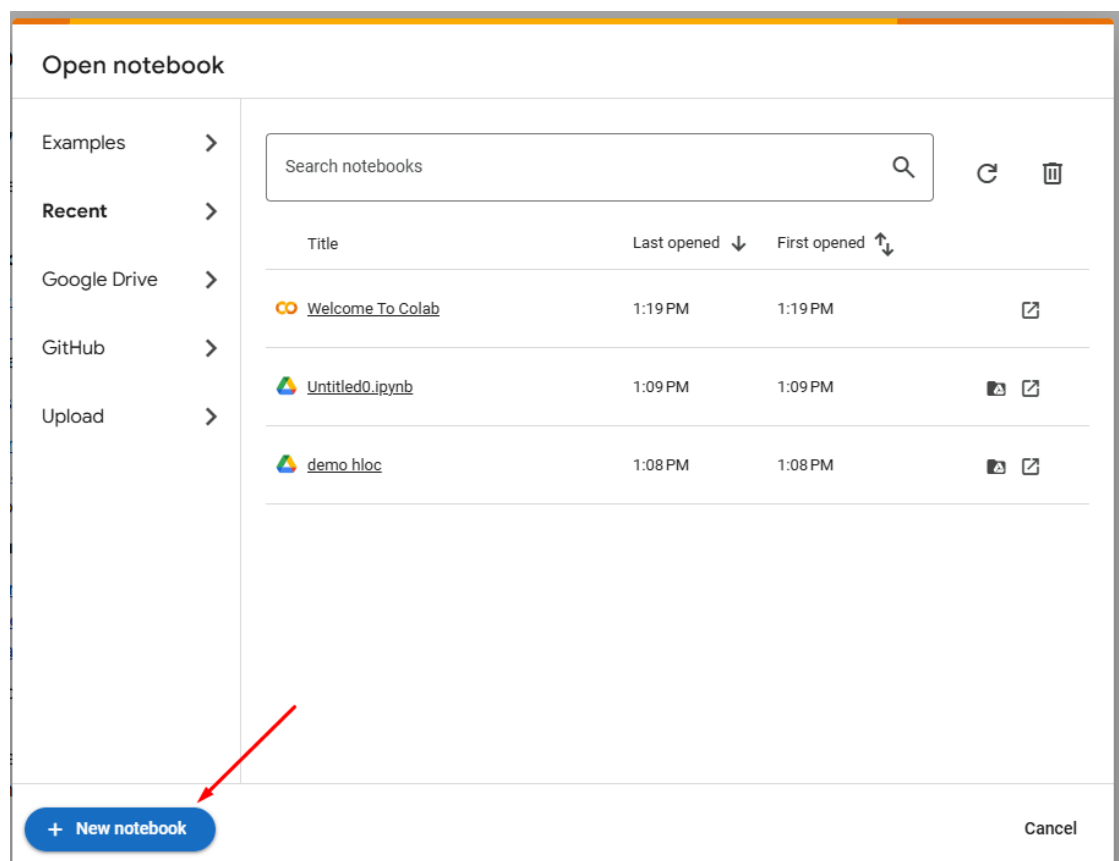 Open notebook
Examples
Recent
Google Drive
GitHub
Upload
Search notebooks
Title Last opened First opened
Welcome To Colab 1:19 PM 1:19 PM
Untitled0.ipynb 1:09 PM 1:09 PM
demo hloc 1:08 PM 1:08 PM
+ New notebook
Cancel